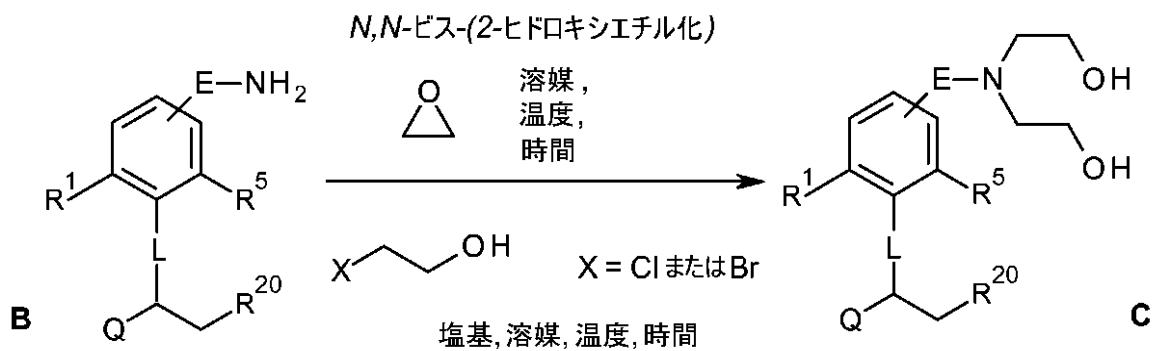 N,N-ビス-(2-ヒドロキシエチル化)
E-NH₂
O
溶媒,
温度,
時間
R¹
R⁵
L
Q
R²⁰
B
X
OH
X = ClまたはBr
塩基,溶媒,温度,時間
E-N
OH
OH
R¹
R⁵
L
Q
R²⁰
C